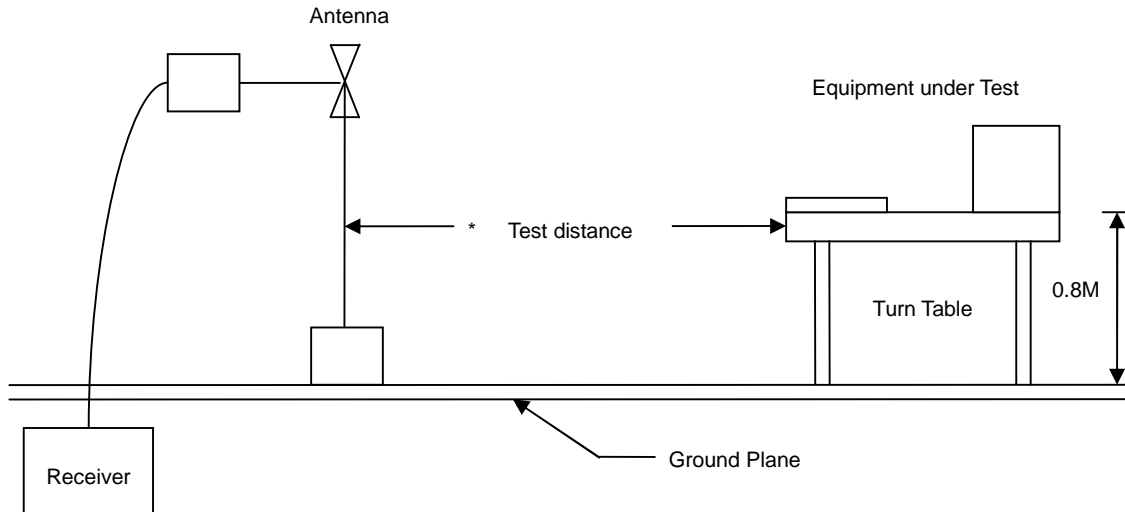 Antenna
Equipment under Test
* Test distance
0.8M
Turn Table
Ground Plane
Receiver